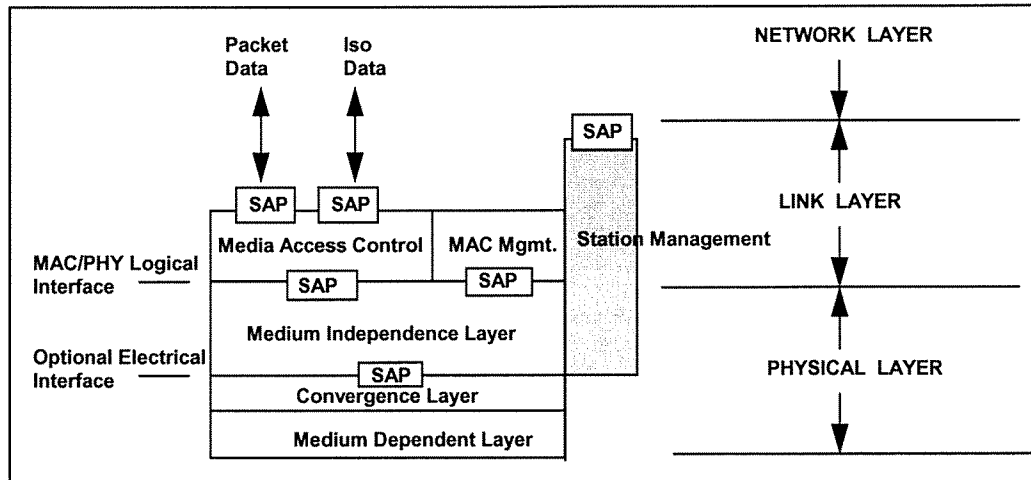 Packet
Data
Iso
Data
NETWORK LAYER
SAP
SAP
SAP
LINK LAYER
Media Access Control
MAC Mgmt.
Station Management
MAC/PHY Logical
Interface
SAP
SAP
Medium Independence Layer
Optional Electrical
Interface
SAP
PHYSICAL LAYER
Convergence Layer
Medium Dependent Layer